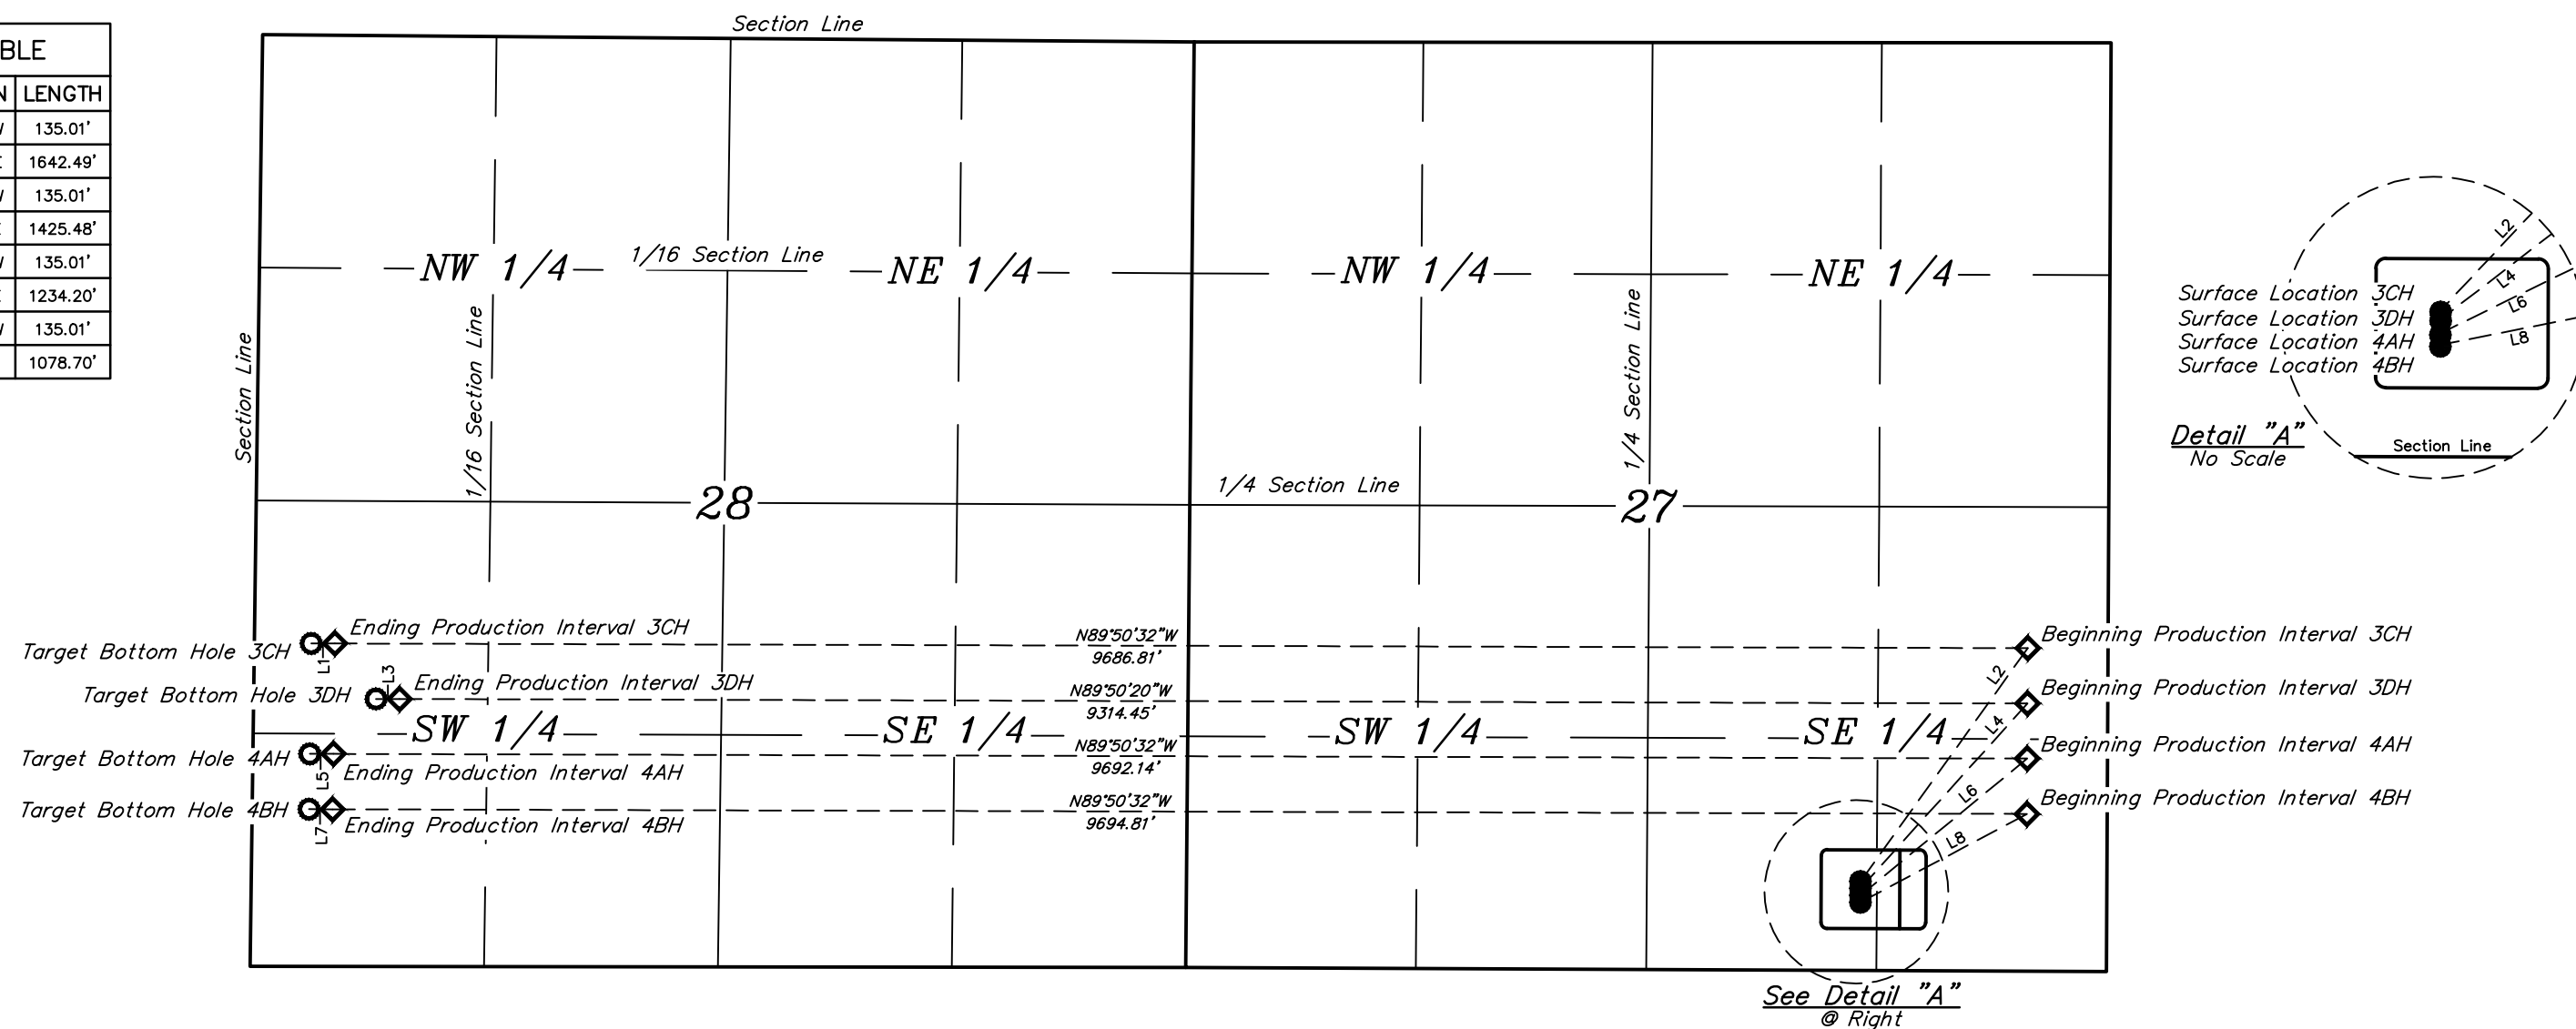 BLE
LENGTH
135.01'
1642.49'
135.01'
1425.48'
135.01'
1234.20'
135.01'
1078.70'
Section Line
NW 1/4
1/16 Section Line
NE 1/4
NW 1/4
NE 1/4
Section Line
1/16 Section Line
1/4 Section Line
28
1/4 Section Line
27
Surface Location 3CH
Surface Location 3DH
Surface Location 4AH
Surface Location 4BH
L2
L4
L6
L8
Detail "A"
No Scale
Section Line
Target Bottom Hole 3CH
L1
Ending Production Interval 3CH
N89°50'32"W
9686.81'
Beginning Production Interval 3CH
Target Bottom Hole 3DH
L3
Ending Production Interval 3DH
N89°50'20"W
9314.45'
Beginning Production Interval 3DH
SW 1/4
SE 1/4
SW 1/4
SE 1/4
Target Bottom Hole 4AH
L5
Ending Production Interval 4AH
N89°50'32"W
9692.14'
Beginning Production Interval 4AH
Target Bottom Hole 4BH
L7
Ending Production Interval 4BH
N89°50'32"W
9694.81'
Beginning Production Interval 4BH
L2
L4
L6
L8
See Detail "A"
@ Right